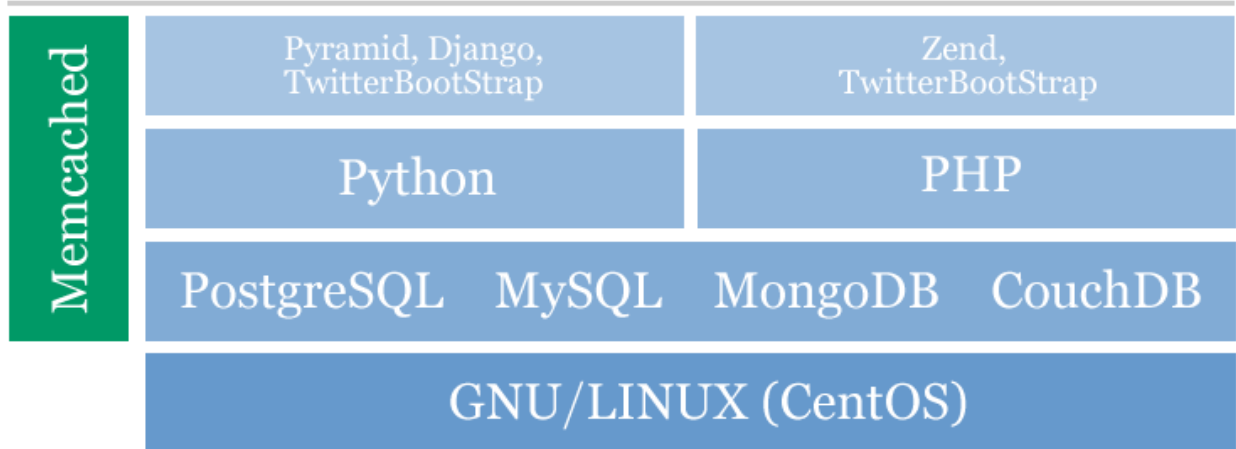 Memcached
Pyramid, Django,
TwitterBootStrap
Zend,
TwitterBootStrap
Python
PHP
PostgreSQL MySQL MongoDB CouchDB
GNU/LINUX (CentOS)